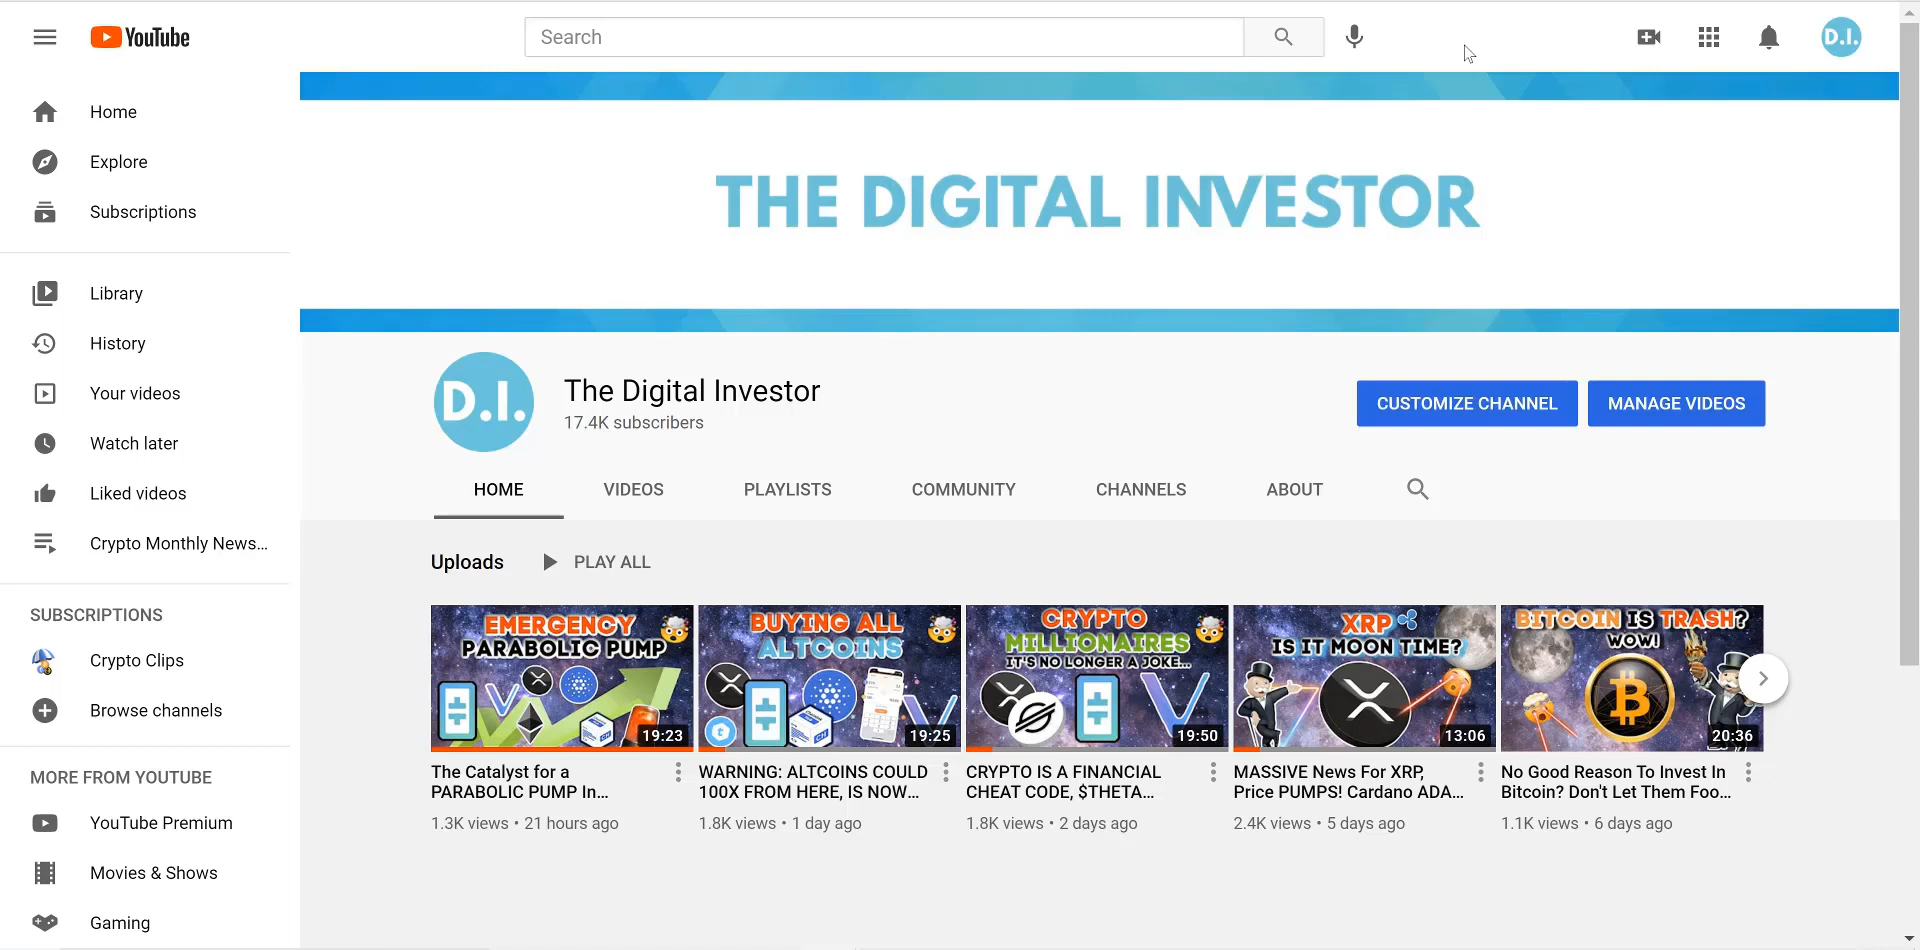 YouTube
Search
D.I.
Home
Explore
Subscriptions
Library
History
Your videos
Watch later
Liked videos
Crypto Monthly News...
SUBSCRIPTIONS
Crypto Clips
Browse channels
MORE FROM YOUTUBE
YouTube Premium
Movies & Shows
Gaming
THE DIGITAL INVESTOR
D.I.
The Digital Investor
17.4K subscribers
CUSTOMIZE CHANNEL
MANAGE VIDEOS
HOME VIDEOS PLAYLISTS COMMUNITY CHANNELS ABOUT
Uploads PLAY ALL
EMERGENCY
PARABOLIC PUMP
19:23
The Catalyst for a
PARABOLIC PUMP In...
1.3K views • 21 hours ago
BUYING ALL
ALTCOINS
19:25
WARNING: ALTCOINS COULD
100X FROM HERE, IS NOW...
1.8K views • 1 day ago
CRYPTO
MILLIONAIRES
IT'S NO LONGER A JOKE...
19:50
CRYPTO IS A FINANCIAL
CHEAT CODE, $THETA...
1.8K views • 2 days ago
XRP
IS IT MOON TIME?
13:06
MASSIVE News For XRP,
Price PUMPS! Cardano ADA...
2.4K views • 5 days ago
BITCOIN IS TRASH?
WOW!
20:36
No Good Reason To Invest In
Bitcoin? Don't Let Them Foo...
1.1K views • 6 days ago